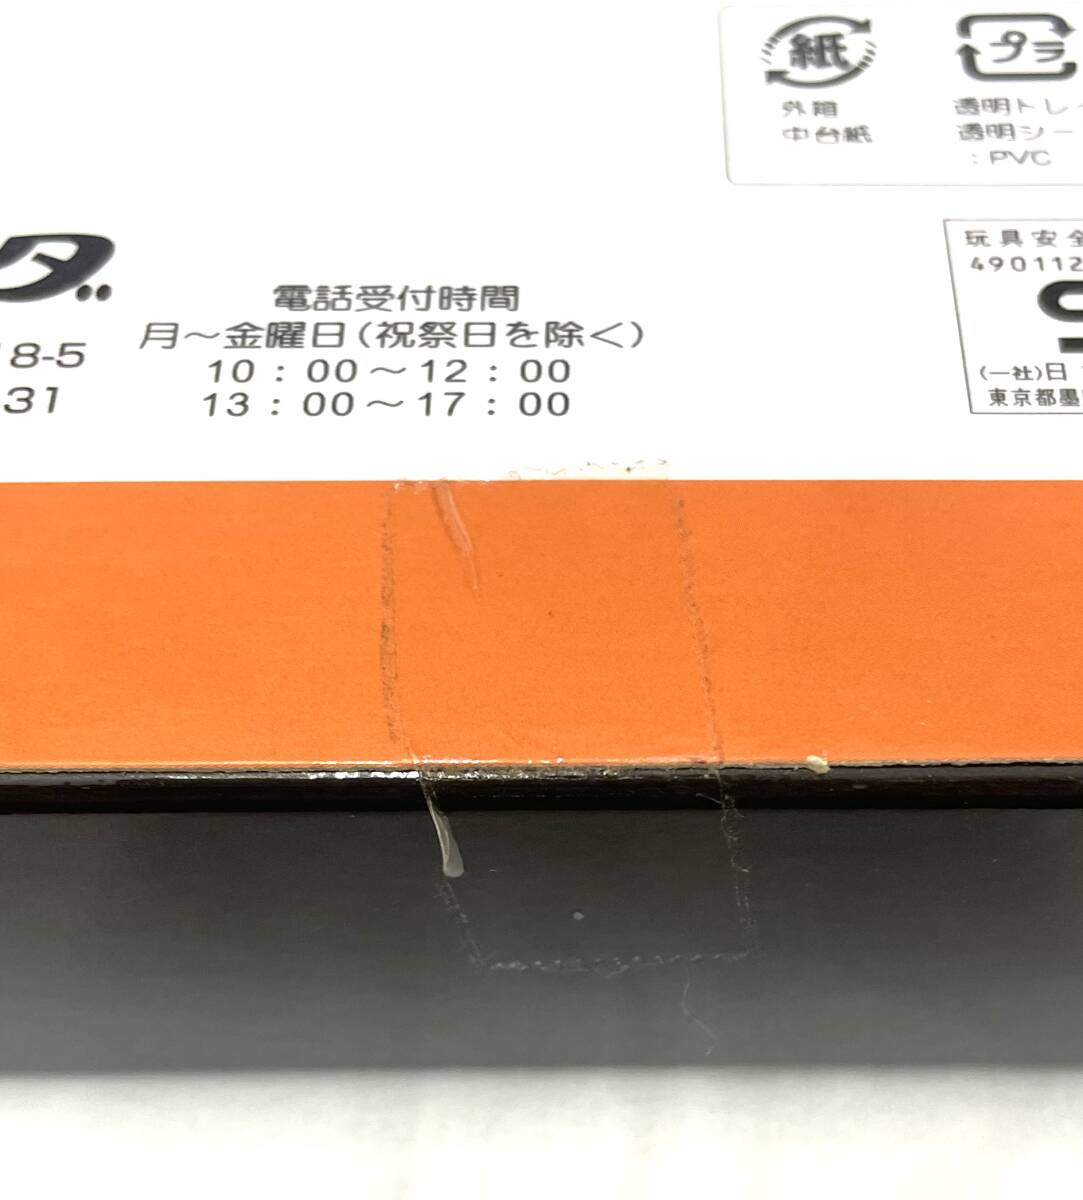 紙
プラ
外箱
中台紙
透明トレ
透明シー
: PVC
玩具安全
490112
(一社)日
東京都墨
ダ
18-5
31
電話受付時間
月～金曜日(祝祭日を除く)
10：00～12：00
13：00～17：00